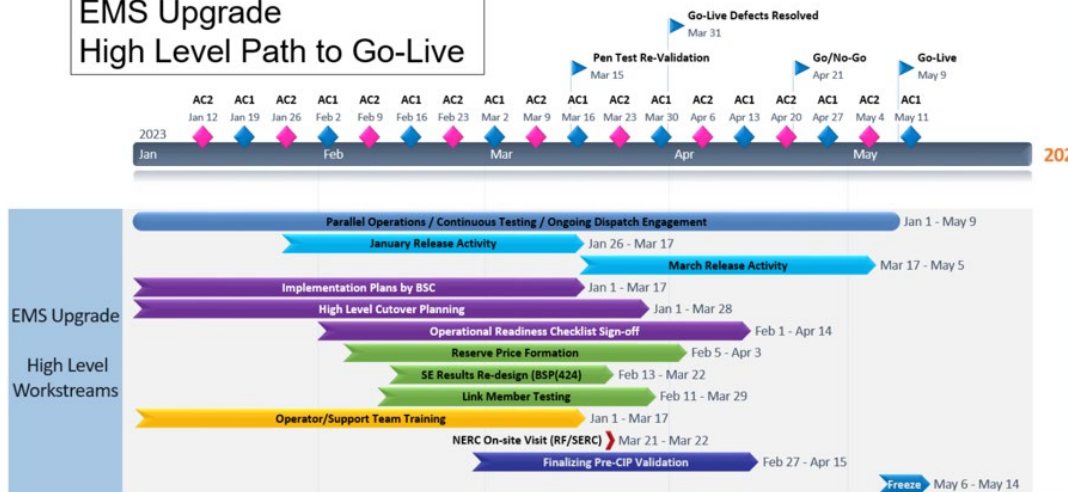 EMS Upgrade
High Level Path to Go-Live
Go-Live Defects Resolved
Mar 31
Pen Test Re-Validation
Mar 15
Go/No-Go
Apr 21
Go-Live
May 9
AC2 AC1 AC2 AC1 AC2 AC1 AC2 AC1 AC2 AC1 AC2 AC1 AC2 AC1 AC2 AC1 AC2 AC1
Jan 12 Jan 19 Jan 26 Feb 2 Feb 9 Feb 16 Feb 23 Mar 2 Mar 9 Mar 16 Mar 23 Mar 30 Apr 6 Apr 13 Apr 20 Apr 27 May 4 May 11
2023
Jan Feb Mar Apr May
Parallel Operations / Continuous Testing / Ongoing Dispatch Engagement Jan 1 - May 9
January Release Activity Jan 26 - Mar 17
March Release Activity Mar 17 - May 5
Implementation Plans by BSC Jan 1 - Mar 17
High Level Cutover Planning Jan 1 - Mar 28
Operational Readiness Checklist Sign-off Feb 1 - Apr 14
Reserve Price Formation Feb 5 - Apr 3
SE Results Re-design (BSP(424) Feb 13 - Mar 22
Link Member Testing Feb 11 - Mar 29
Operator/Support Team Training Jan 1 - Mar 17
NERC On-site Visit (RF/SERC) Mar 21 - Mar 22
Finalizing Pre-CIP Validation Feb 27 - Apr 15
Freeze May 6 - May 14
EMS Upgrade
High Level
Workstreams